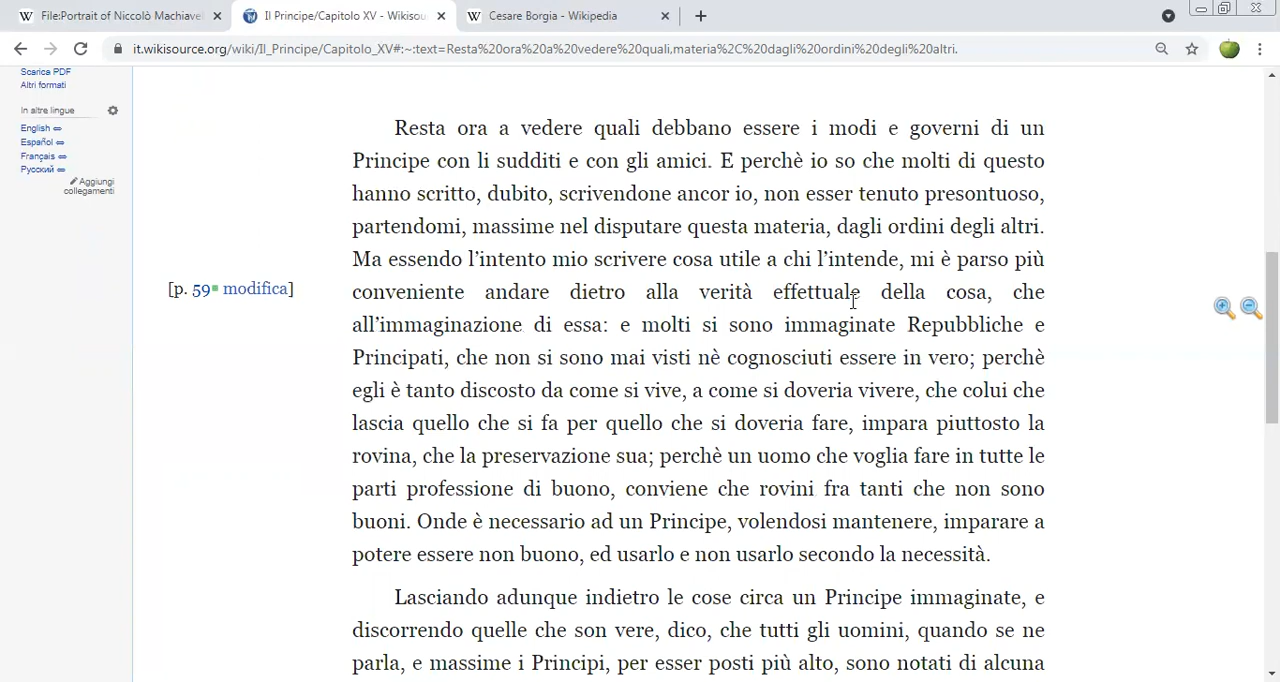 File:Portrait of Niccolò Machiavel
Il Principe/Capitolo XV - Wikisou
Cesare Borgia - Wikipedia
it.wikisource.org/wiki/Il_Principe/Capitolo_XV#:~:text=Resta%20ora%20a%20vedere%20quali,materia%2C%20dagli%20ordini%20degli%20altri.
Scarica PDF
Altri formati
In altre lingue
English
Español
Français
Русский
Aggiungi
collegamenti
[p. 59 modifica]
Resta ora a vedere quali debbano essere i modi e governi di un
Principe con li sudditi e con gli amici. E perchè io so che molti di questo
hanno scritto, dubito, scrivendone ancor io, non esser tenuto presontuoso,
partendomi, massime nel disputare questa materia, dagli ordini degli altri.
Ma essendo l’intento mio scrivere cosa utile a chi l’intende, mi è parso più
conveniente andare dietro alla verità effettuale della cosa, che
all’immaginazione di essa: e molti si sono immaginate Repubbliche e
Principati, che non si sono mai visti nè cognosciuti essere in vero; perchè
egli è tanto discosto da come si vive, a come si doveria vivere, che colui che
lascia quello che si fa per quello che si doveria fare, impara piuttosto la
rovina, che la preservazione sua; perchè un uomo che voglia fare in tutte le
parti professione di buono, conviene che rovini fra tanti che non sono
buoni. Onde è necessario ad un Principe, volendosi mantenere, imparare a
potere essere non buono, ed usarlo e non usarlo secondo la necessità.
Lasciando adunque indietro le cose circa un Principe immaginate, e
discorrendo quelle che son vere, dico, che tutti gli uomini, quando se ne
parla, e massime i Principi, per esser posti più alto, sono notati di alcuna